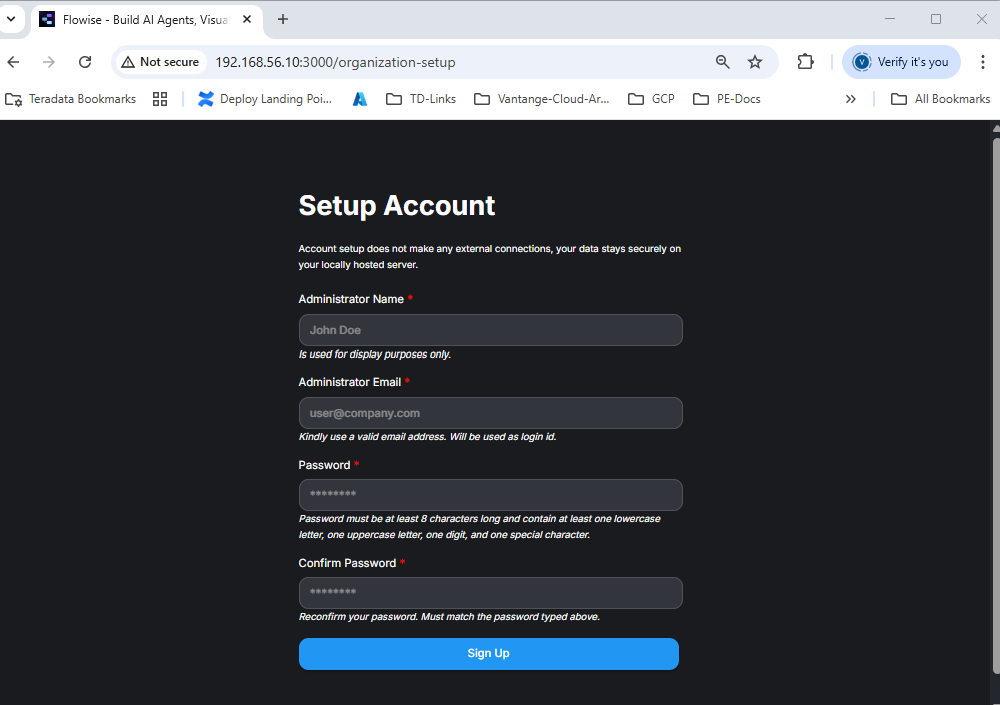 Flowise - Build AI Agents, Visua
Not secure
192.168.56.10:3000/organization-setup
V
Verify it's you
Teradata Bookmarks
Deploy Landing Poi...
TD-Links
Vantange-Cloud-Ar...
GCP
PE-Docs
All Bookmarks
Setup Account
Account setup does not make any external connections, your data stays securely on
your locally hosted server.
Administrator Name *
John Doe
Is used for display purposes only.
Administrator Email *
user@company.com
Kindly use a valid email address. Will be used as login id.
Password *
********
Password must be at least 8 characters long and contain at least one lowercase
letter, one uppercase letter, one digit, and one special character.
Confirm Password *
********
Reconfirm your password. Must match the password typed above.
Sign Up